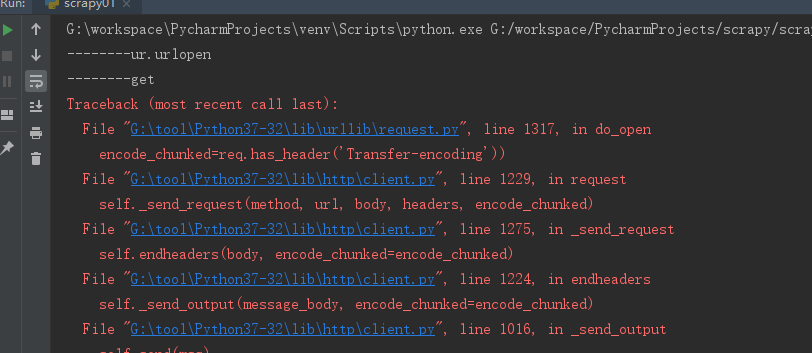 Run: scrapy01
G:\workspace\PycharmProjects\venv\Scripts\python.exe G:/workspace/PycharmProjects/scrapy/scrap
--------ur.urlopen
--------get
Traceback (most recent call last):
File "G:\tool\Python37-32\lib\urllib\request.py", line 1317, in do_open
encode_chunked=req.has_header('Transfer-encoding'))
File "G:\tool\Python37-32\lib\http\client.py", line 1229, in request
self._send_request(method, url, body, headers, encode_chunked)
File "G:\tool\Python37-32\lib\http\client.py", line 1275, in _send_request
self.endheaders(body, encode_chunked=encode_chunked)
File "G:\tool\Python37-32\lib\http\client.py", line 1224, in endheaders
self._send_output(message_body, encode_chunked=encode_chunked)
File "G:\tool\Python37-32\lib\http\client.py", line 1016, in _send_output
self.send(msg)